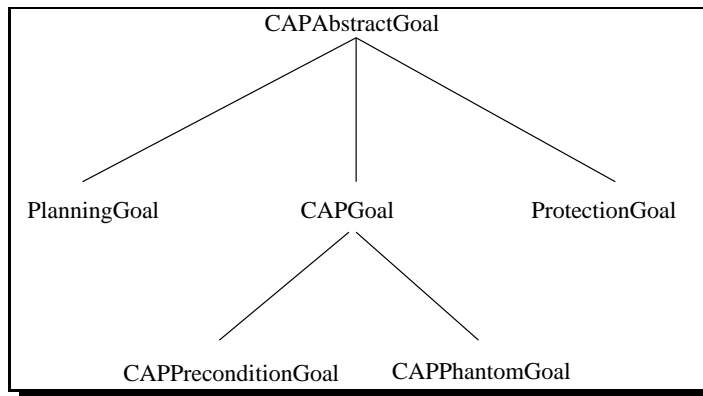 CAPAbstractGoal
PlanningGoal
CAPGoal
ProtectionGoal
CAPPreconditionGoal
CAPPhantomGoal